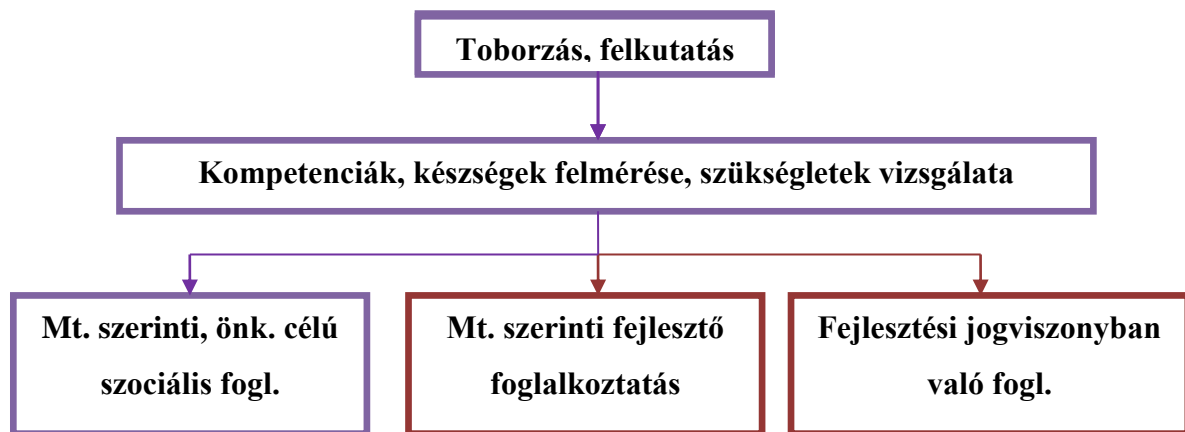 Toborzás, felkutatás
Kompetenciák, készségek felmérése, szükségletek vizsgálata
Mt. szerinti, önk. célú
szociális fogl.
Mt. szerinti fejlesztő
foglalkoztatás
Fejlesztési jogviszonyban
való fogl.